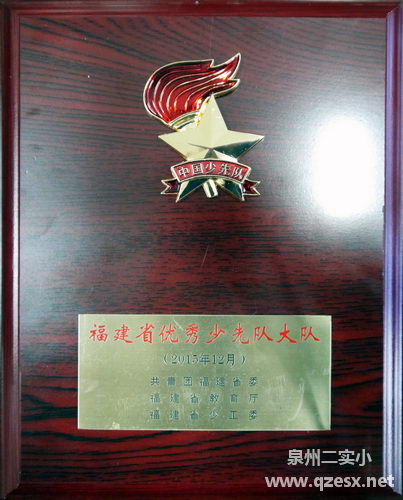 中国少先队
福建省优秀少先队大队
（2015年12月）
共青团福建省委
福建省教育厅
福建省少工委
泉州二实小
www.qzesx.net